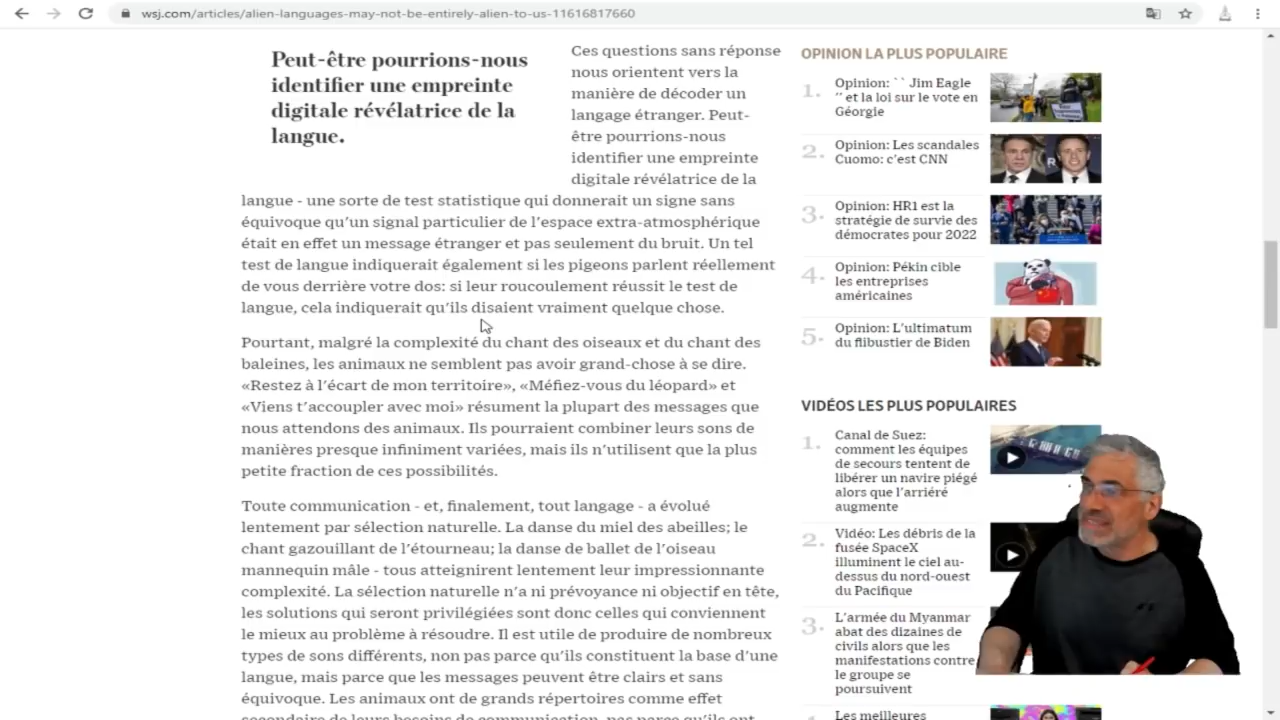 wsj.com/articles/alien-languages-may-not-be-entirely-alien-to-us-11616817660
Peut-être pourrions-nous
identifier une empreinte
digitale révélatrice de la
langue.
Ces questions sans réponse
nous orientent vers la
manière de décoder un
langage étranger. Peut-
être pourrions-nous
identifier une empreinte
digitale révélatrice de la
langue - une sorte de test statistique qui donnerait un signe sans
équivoque qu'un signal particulier de l'espace extra-atmosphérique
était en effet un message étranger et pas seulement du bruit. Un tel
test de langue indiquerait également si les pigeons parlent réellement
de vous derrière votre dos: si leur roucoulement réussit le test de
langue, cela indiquerait qu'ils disaient vraiment quelque chose.
Pourtant, malgré la complexité du chant des oiseaux et du chant des
baleines, les animaux ne semblent pas avoir grand-chose à se dire.
«Restez à l'écart de mon territoire», «Méfiez-vous du léopard» et
«Viens t'accoupler avec moi» résument la plupart des messages que
nous attendons des animaux. Ils pourraient combiner leurs sons de
manières presque infiniment variées, mais ils n'utilisent que la plus
petite fraction de ces possibilités.
Toute communication - et, finalement, tout langage - a évolué
lentement par sélection naturelle. La danse du miel des abeilles; le
chant gazouillant de l'étourneau; la danse de ballet de l'oiseau
mannequin mâle - tous atteignirent lentement leur impressionnante
complexité. La sélection naturelle n'a ni prévoyance ni objectif en tête,
les solutions qui seront privilégiées sont donc celles qui conviennent
le mieux au problème à résoudre. Il est utile de produire de nombreux
types de sons différents, non pas parce qu'ils constituent la base d'une
langue, mais parce que les messages peuvent être clairs et sans
équivoque. Les animaux ont de grands répertoires comme effet
secondaire de leurs besoins de communication, pas parce qu'ils ont
OPINION LA PLUS POPULAIRE
1. Opinion: `` Jim Eagle
'' et la loi sur le vote en
Géorgie
2. Opinion: Les scandales
Cuomo: c'est CNN
3. Opinion: HR1 est la
stratégie de survie des
démocrates pour 2022
4. Opinion: Pékin cible
les entreprises
américaines
5. Opinion: L'ultimatum
du flibustier de Biden
VIDÉOS LES PLUS POPULAIRES
1. Canal de Suez:
comment les équipes
de secours tentent de
libérer un navire piégé
alors que l'arriéré
augmente
2. Vidéo: Les débris de la
fusée SpaceX
illuminent le ciel au-
dessus du nord-ouest
du Pacifique
3. L'armée du Myanmar
abat des dizaines de
civils alors que les
manifestations contre
le groupe se
poursuivent
Les meilleures